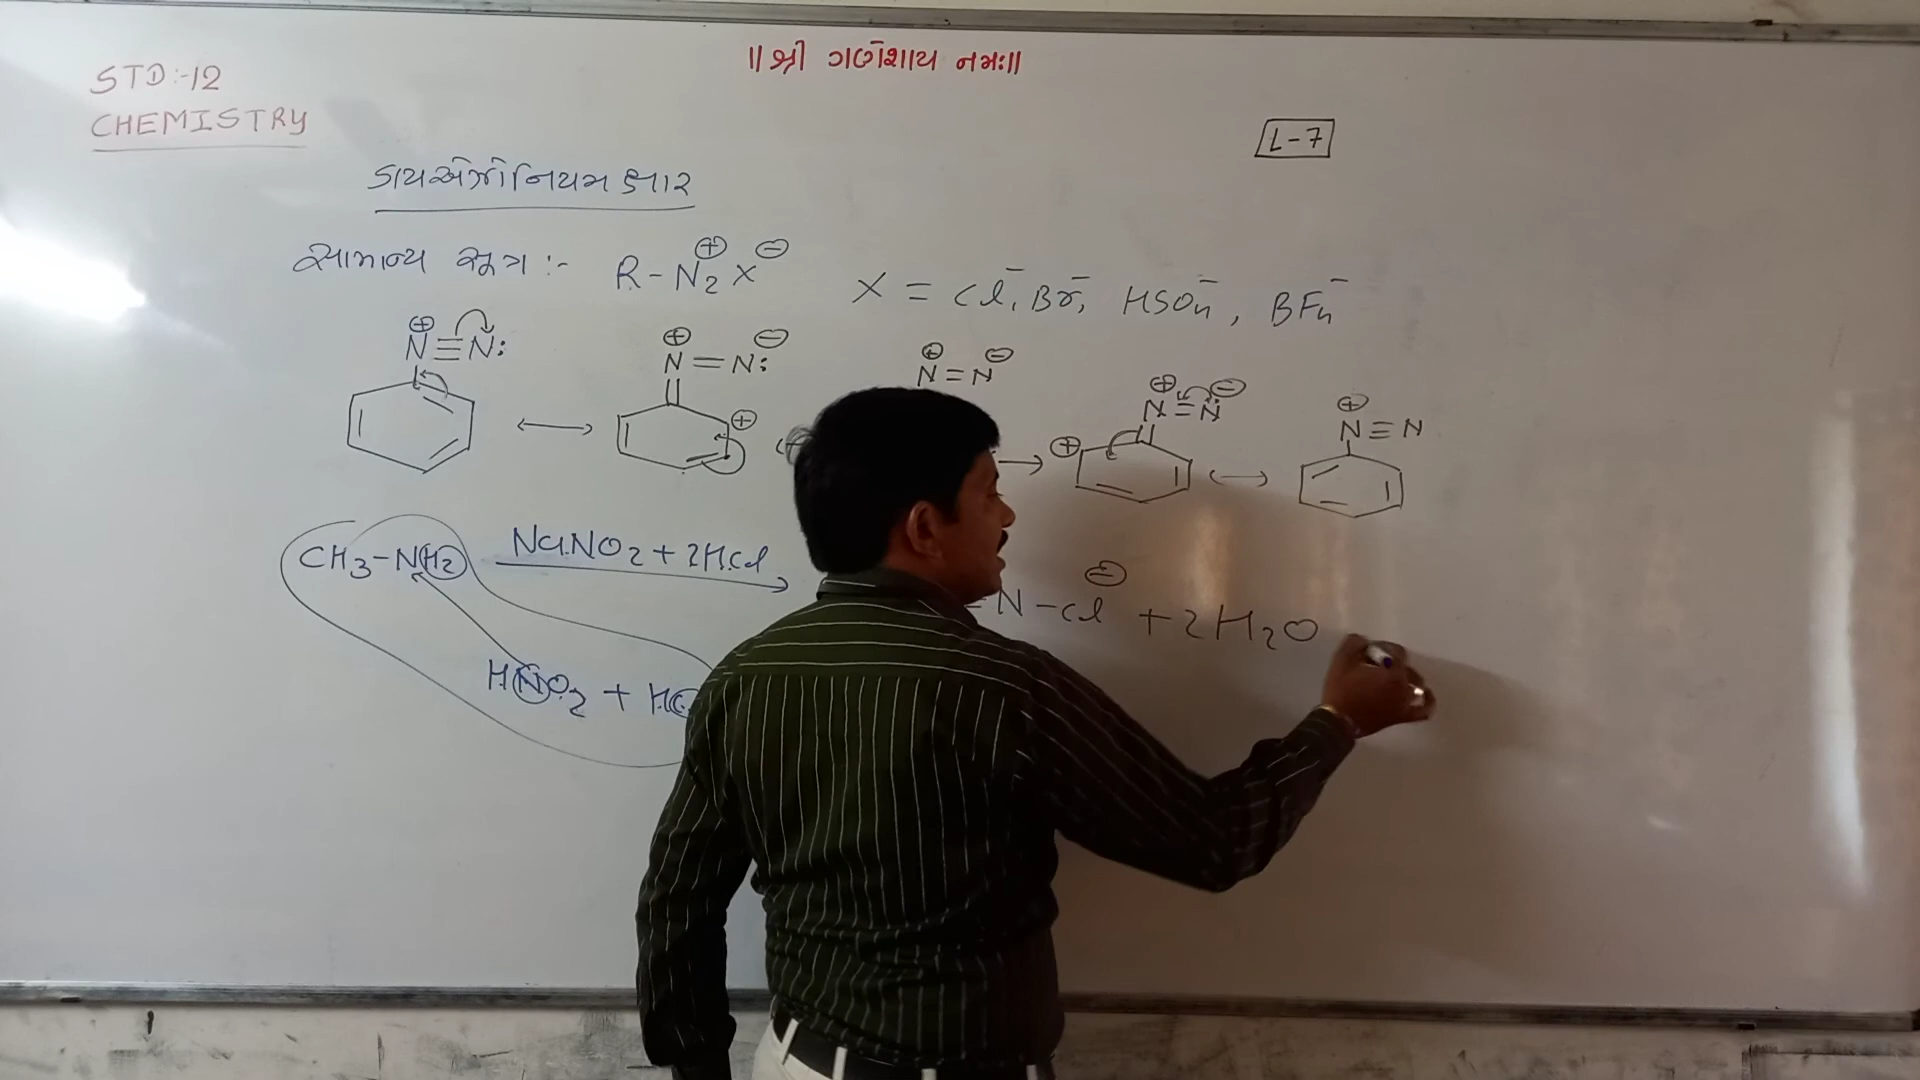 ॥ શ્રી ગણેશાય નમઃ॥
STD:-12
CHEMISTRY
L-7
ડાયએઝોનિયમ ક્ષાર
સામાન્ય સૂત્ર :- R-N2⊕X⊖ X = Cl⁻, Br⁻, HSO4⁻, BF4⁻
⊕ N≡N: ⊕ N=N: ⊖ ⊕ ⊕ N=N ⊖ ⊕ N=N ⊖ ⊕ ⊕ N≡N
CH3-NH2 NaNO2 + 2HCl N-Cl ⊖ + 2H2O
HNO2 + HC